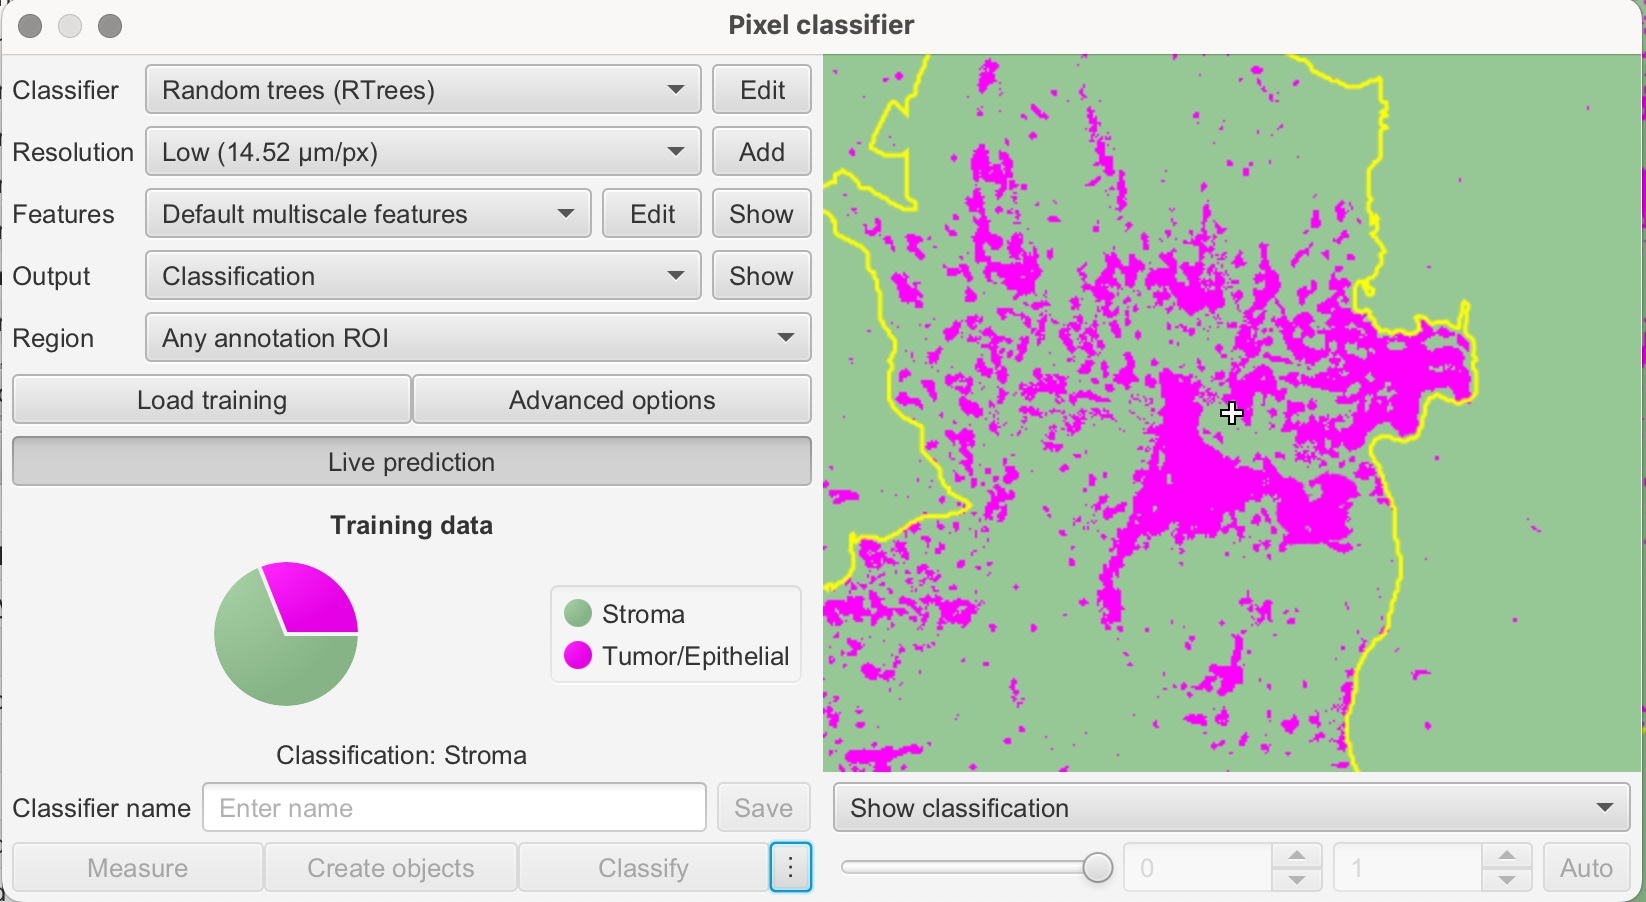 Pixel classifier
Classifier Random trees (RTrees) Edit
Resolution Low (14.52 µm/px) Add
Features Default multiscale features Edit Show
Output Classification Show
Region Any annotation ROI
Load training Advanced options
Live prediction
Training data
Stroma
Tumor/Epithelial
Classification: Stroma
Classifier name Enter name Save
Show classification
Measure Create objects Classify ⋮
0 1 Auto